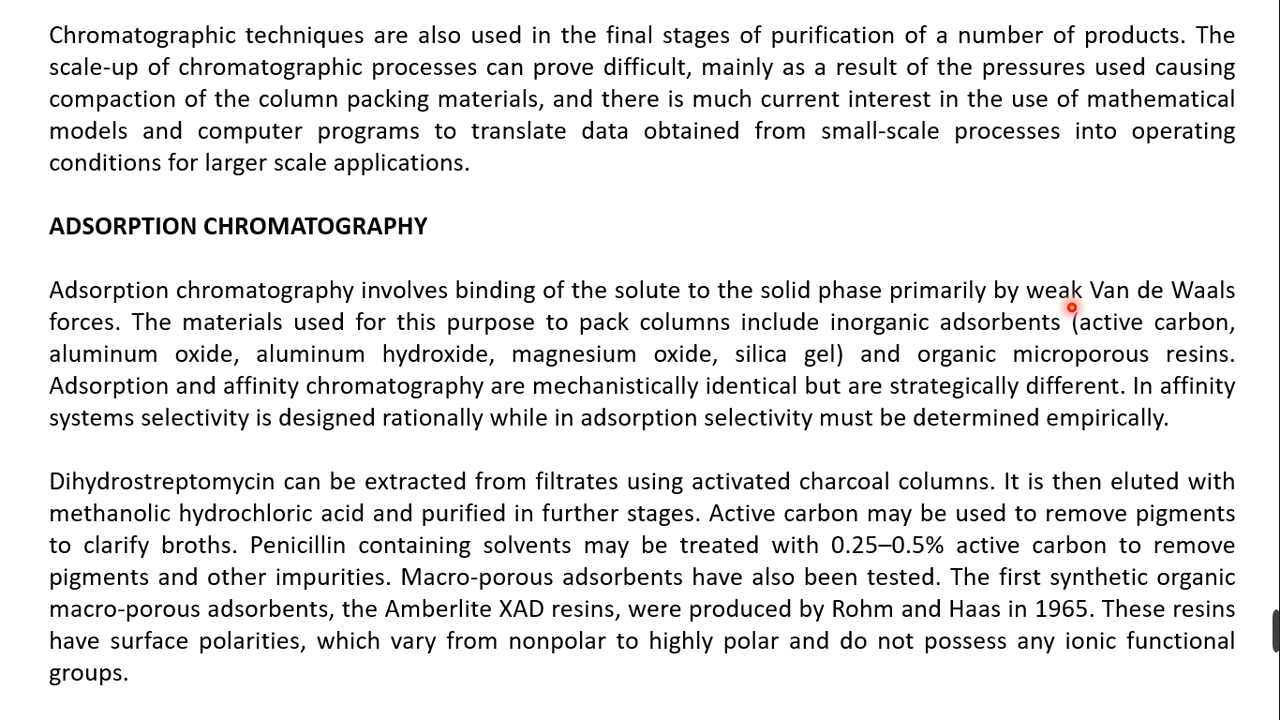 Chromatographic techniques are also used in the final stages of purification of a number of products. The
scale-up of chromatographic processes can prove difficult, mainly as a result of the pressures used causing
compaction of the column packing materials, and there is much current interest in the use of mathematical
models and computer programs to translate data obtained from small-scale processes into operating
conditions for larger scale applications.
ADSORPTION CHROMATOGRAPHY
Adsorption chromatography involves binding of the solute to the solid phase primarily by weak Van de Waals
forces. The materials used for this purpose to pack columns include inorganic adsorbents (active carbon,
aluminum oxide, aluminum hydroxide, magnesium oxide, silica gel) and organic microporous resins.
Adsorption and affinity chromatography are mechanistically identical but are strategically different. In affinity
systems selectivity is designed rationally while in adsorption selectivity must be determined empirically.
Dihydrostreptomycin can be extracted from filtrates using activated charcoal columns. It is then eluted with
methanolic hydrochloric acid and purified in further stages. Active carbon may be used to remove pigments
to clarify broths. Penicillin containing solvents may be treated with 0.25–0.5% active carbon to remove
pigments and other impurities. Macro-porous adsorbents have also been tested. The first synthetic organic
macro-porous adsorbents, the Amberlite XAD resins, were produced by Rohm and Haas in 1965. These resins
have surface polarities, which vary from nonpolar to highly polar and do not possess any ionic functional
groups.